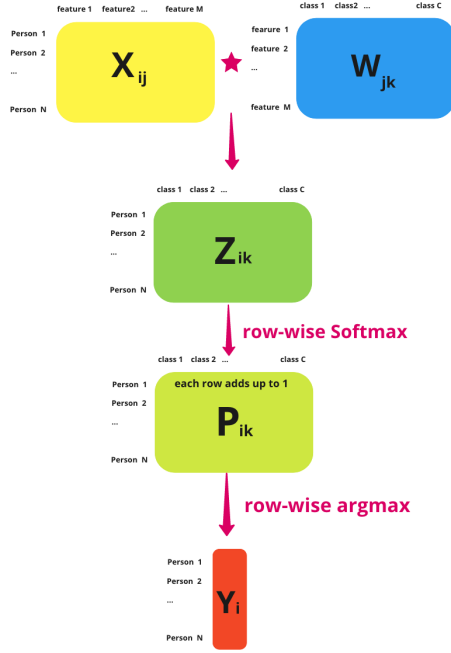 feature 1 feature2 ... feature M
class 1 class2 ... class C
Person 1
Person 2
...
Person N
X ij
fearure 1
feature 2
...
feature M
W jk
class 1 class 2 ... class C
Person 1
Person 2
...
Person N
Z ik
row-wise Softmax
class 1 class 2 ... class C
Person 1
Person 2
...
Person N
each row adds up to 1
P ik
row-wise argmax
Person 1
Person 2
...
Person N
Y i